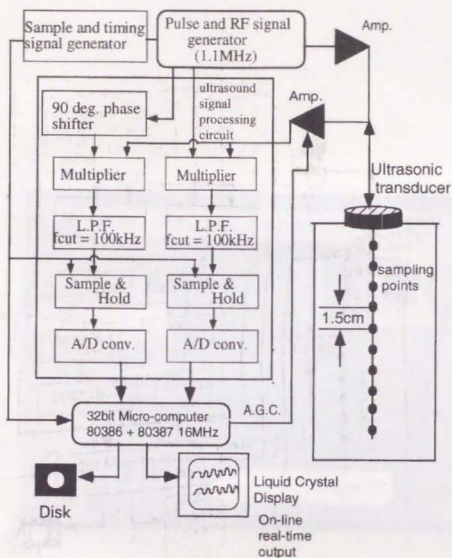 Sample and timing
signal generator
Pulse and RF signal
generator
(1.1MHz)
Amp.
90 deg. phase
shifter
ultrasound
signal
processing
circuit
Amp.
Multiplier
Multiplier
Ultrasonic
transducer
L.P.F.
fcut = 100kHz
L.P.F.
fcut = 100kHz
Sample &
Hold
Sample &
Hold
sampling
points
1.5cm
A/D conv.
A/D conv.
32bit Micro-computer
80386 + 80387 16MHz
A.G.C.
Disk
Liquid Crystal
Display
On-line
real-time
output